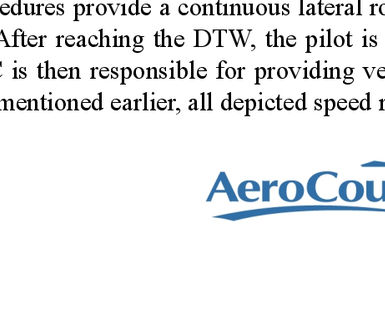 edures provide a continuous lateral ro
After reaching the DTW, the pilot is
C is then responsible for providing ve
mentioned earlier, all depicted speed r
AeroCou